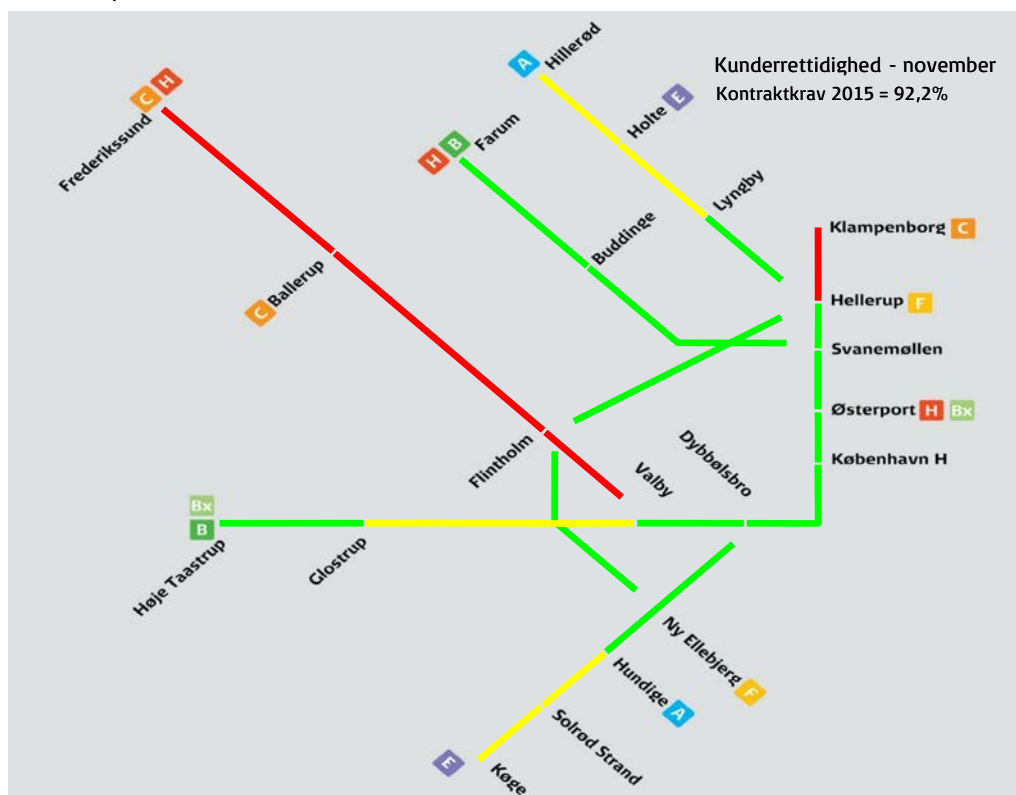 A Hillerød
Kunderrettidighed - november
Kontraktkrav 2015 = 92,2%
C H
Frederikssund
Holte E
H B Farum
Lyngby
Buddinge
Klampenborg C
C Ballerup
Hellerup F
Svanemøllen
Østerport H Bx
Flintholm
Valby
Dybbølsbro
København H
Bx
B
Høje Taastrup
Glostrup
Ny Ellebjerg F
Hundige A
Solrød Strand
E Køge